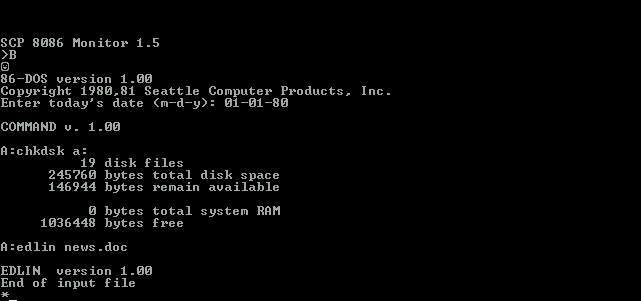 SCP 8086 Monitor 1.5
>B
☺
86-DOS version 1.00
Copyright 1980,81 Seattle Computer Products, Inc.
Enter today's date (m-d-y): 01-01-80
COMMAND v. 1.00
A:chkdsk a:
19 disk files
245760 bytes total disk space
146944 bytes remain available
0 bytes total system RAM
1036448 bytes free
A:edlin news.doc
EDLIN  version 1.00
End of input file
*_